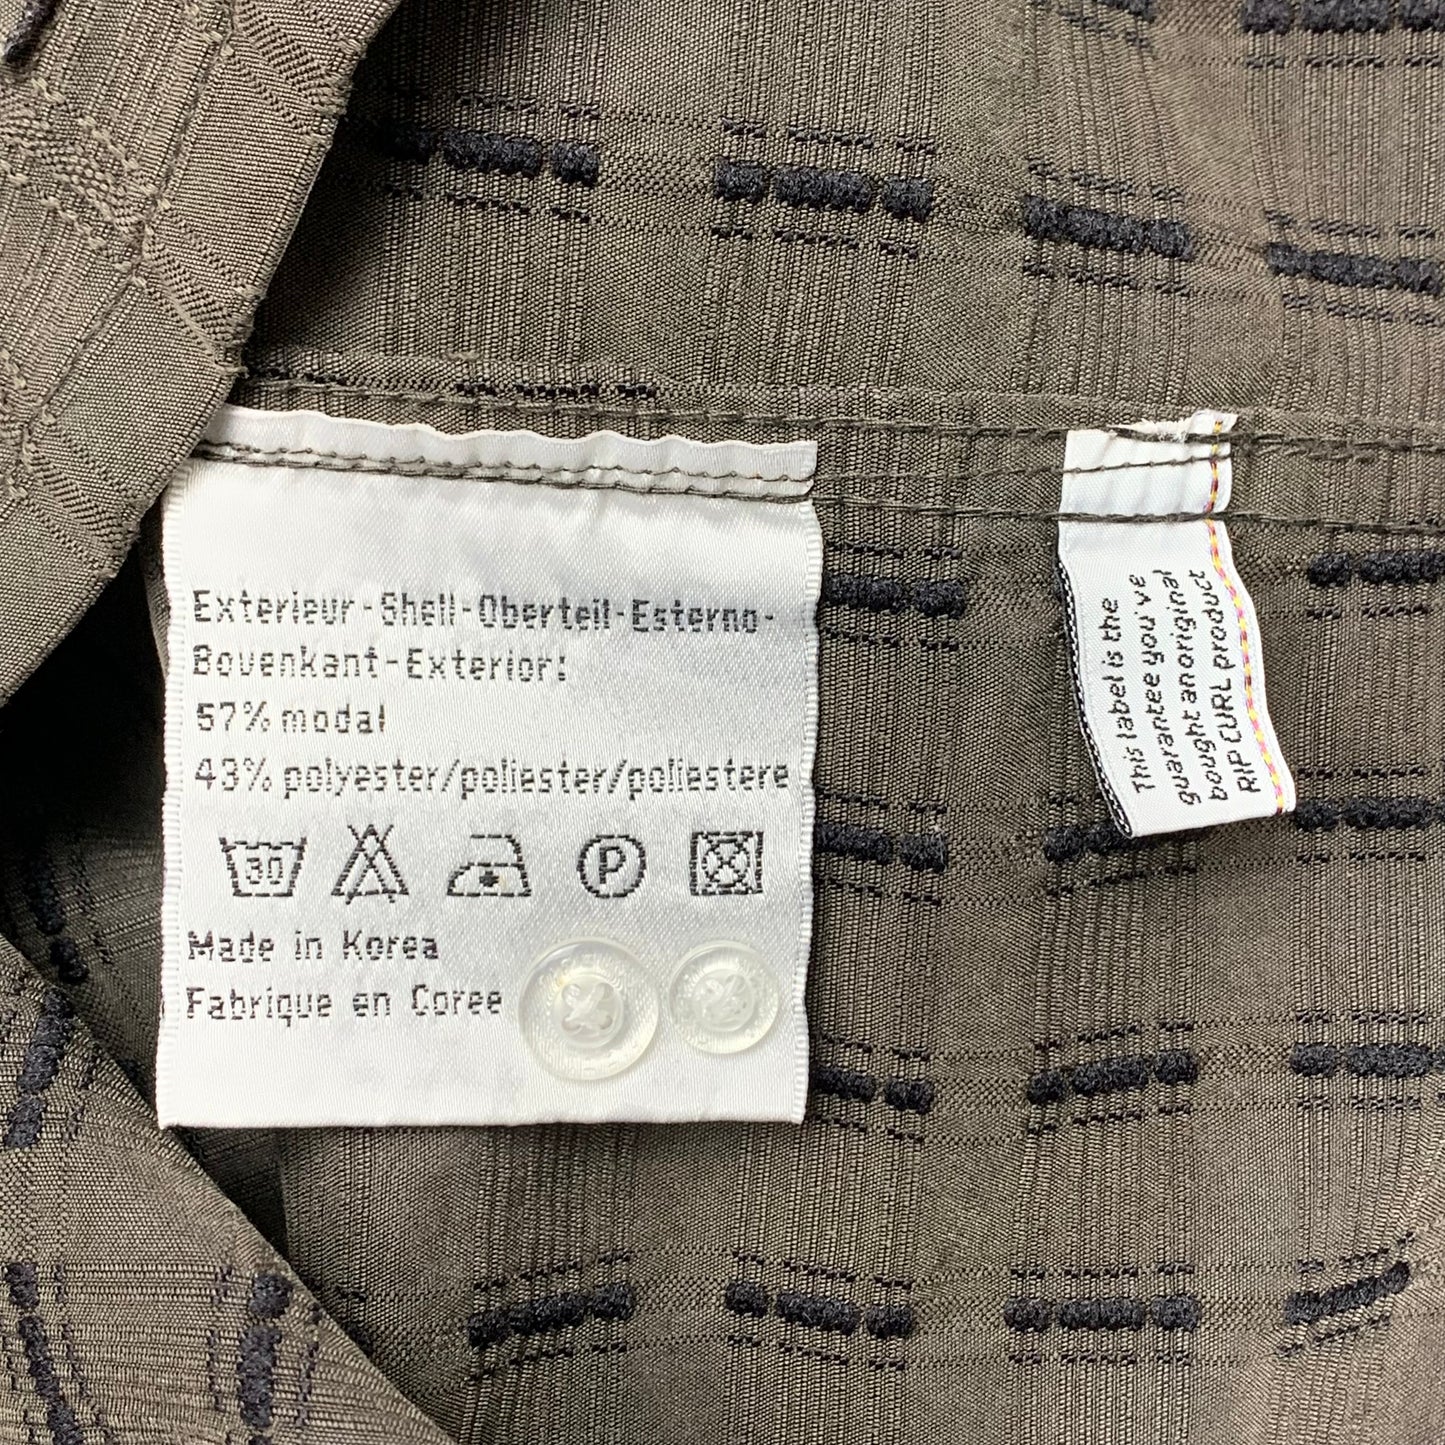 Exterieur-Shell-Oberteil-Esterno-
Bovenkant-Exterior:
57% modal
43% polyester/poliester/poliestere
30
P
Made in Korea
Fabrique en Coree
This label is the
guarantee you've
bought an original
RIP CURL product